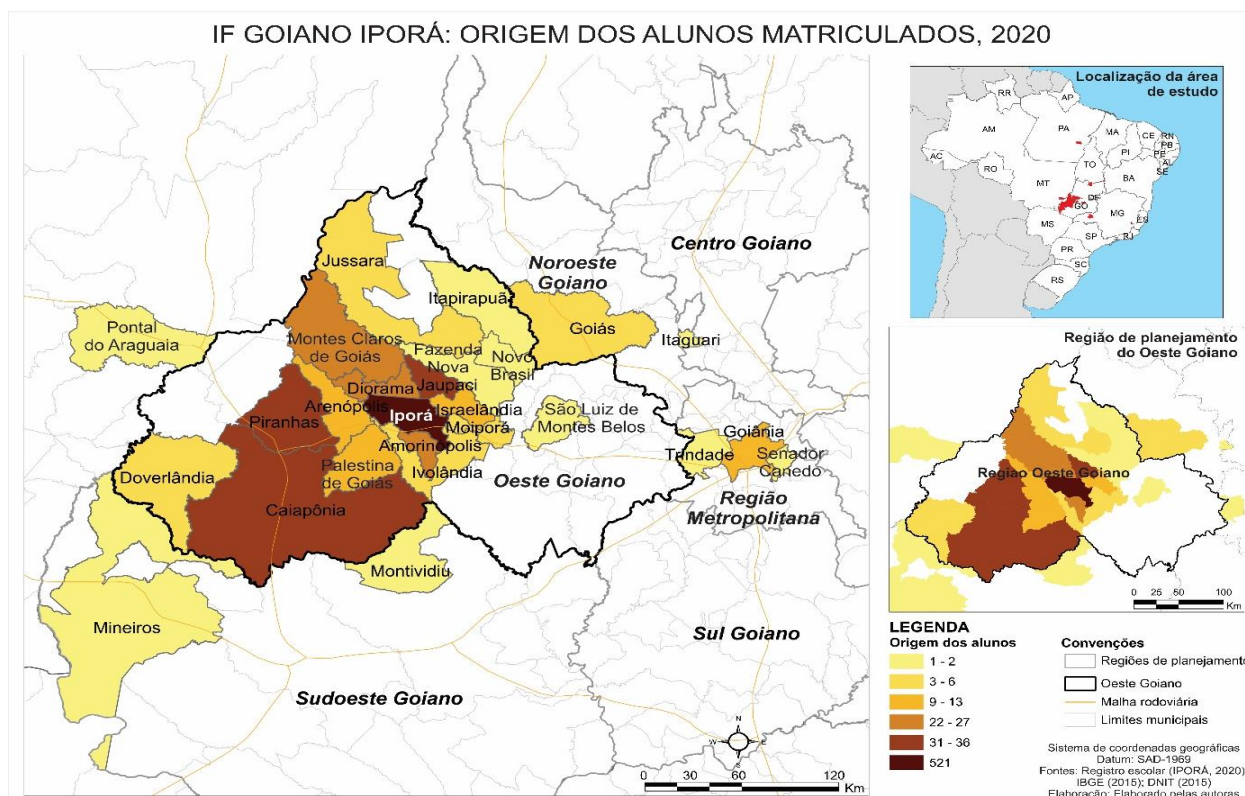 IF GOIANO IPORÁ: ORIGEM DOS ALUNOS MATRICULADOS, 2020
Jussara
Itapirapuã
Noroeste
Goiano
Centro Goiano
Goiás
Itaguari
Pontal
do Araguaia
Montes Claros
de Goiás
Fazenda
Nova
Novo
Brasil
Diorama
Jaupaci
Arenópolis
Iporá
Israelândia
Piranhas
Moiporá
São Luiz de
Montes Belos
Goiânia
Amorinópolis
Trindade
Senador
Canedo
Palestina
de Goiás
Ivolândia
Doverlândia
Oeste Goiano
Região
Metropolitana
Caiapônia
Montividiu
Mineiros
Sul Goiano
Sudoeste Goiano
N
W
E
S
0 30 60 120
Km
Localização da área
de estudo
RR
AP
AM
PA
MA
CE
RN
PB
PE
AL
SE
PI
AC
RO
TO
BA
MT
DF
GO
MG
ES
MS
SP
RJ
PR
SC
RS
Região de planejamento
do Oeste Goiano
Regiao Oeste Goiano
0 25 50 100
Km
LEGENDA
Origem dos alunos
1 - 2
3 - 6
9 - 13
22 - 27
31 - 36
521
Convenções
Regiões de planejamento
Oeste Goiano
Malha rodoviária
Limites municipais
Sistema de coordenadas geográficas
Datum: SAD-1969
Fontes: Registro escolar (IPORÁ, 2020)
IBGE (2015); DNIT (2015)
Elaboração: Elaborado pelas autoras